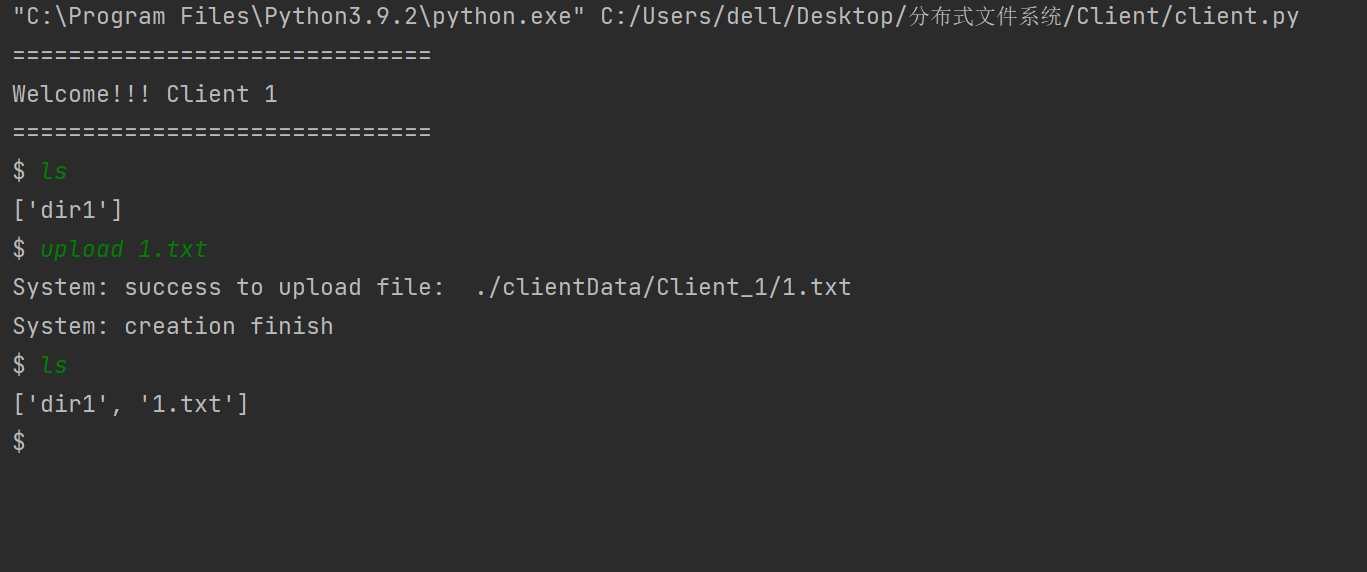 "C:\Program Files\Python3.9.2\python.exe" C:/Users/dell/Desktop/分布式文件系统/Client/client.py
==============================
Welcome!!! Client 1
==============================
$ ls
['dir1']
$ upload 1.txt
System: success to upload file:  ./clientData/Client_1/1.txt
System: creation finish
$ ls
['dir1', '1.txt']
$